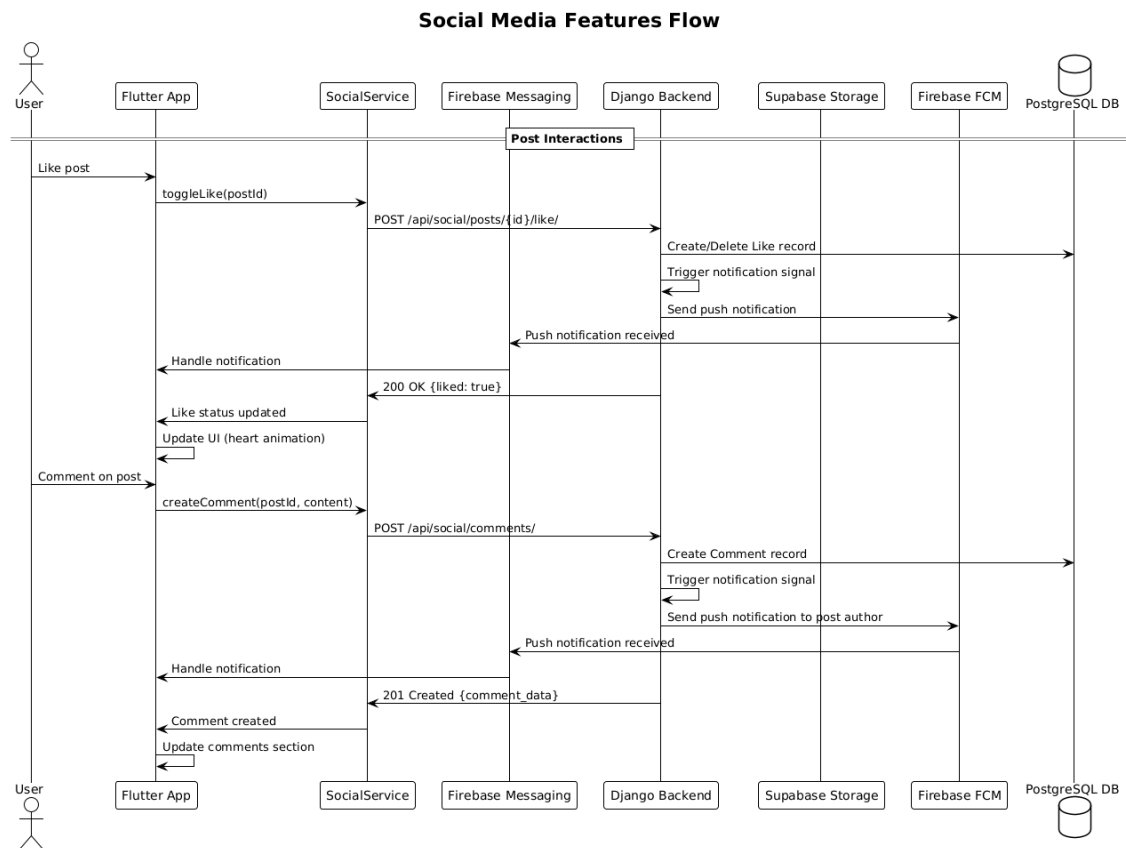 Social Media Features Flow
User
Flutter App
SocialService
Firebase Messaging
Django Backend
Supabase Storage
Firebase FCM
PostgreSQL DB
Post Interactions
Like post
toggleLike(postId)
POST /api/social/posts/{id}/like/
Create/Delete Like record
Trigger notification signal
Send push notification
Push notification received
Handle notification
200 OK {liked: true}
Like status updated
Update UI (heart animation)
Comment on post
createComment(postId, content)
POST /api/social/comments/
Create Comment record
Trigger notification signal
Send push notification to post author
Push notification received
Handle notification
201 Created {comment_data}
Comment created
Update comments section
User
Flutter App
SocialService
Firebase Messaging
Django Backend
Supabase Storage
Firebase FCM
PostgreSQL DB